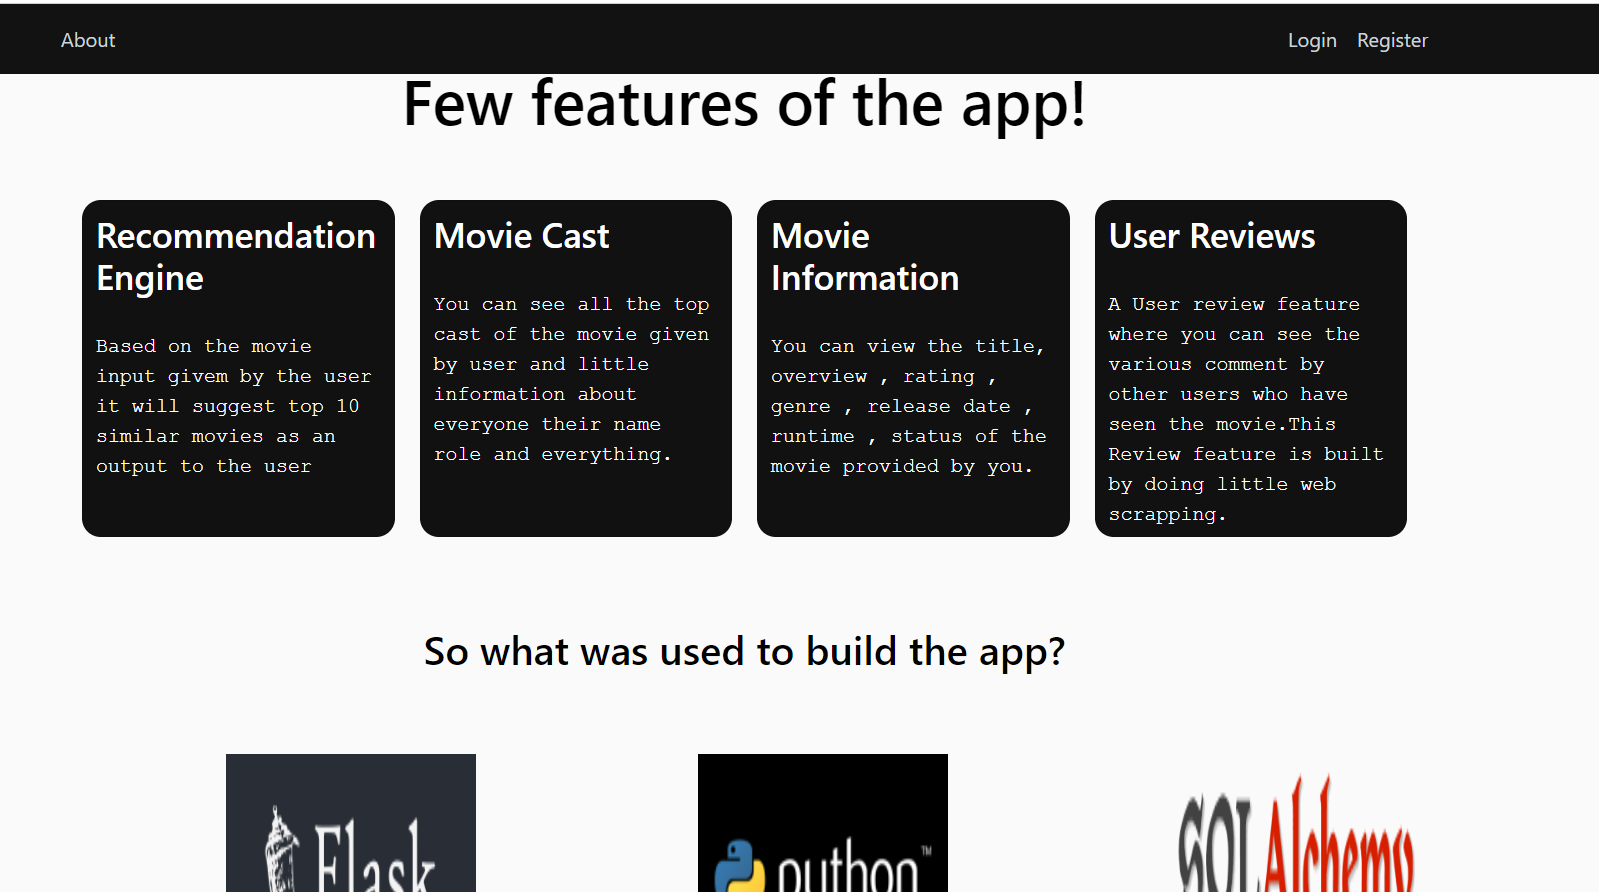 About
Login Register
Few features of the app!
Recommendation
Engine
Based on the movie
input givem by the user
it will suggest top 10
similar movies as an
output to the user
Movie Cast
You can see all the top
cast of the movie given
by user and little
information about
everyone their name
role and everything.
Movie
Information
You can view the title,
overview , rating ,
genre , release date ,
runtime , status of the
movie provided by you.
User Reviews
A User review feature
where you can see the
various comment by
other users who have
seen the movie.This
Review feature is built
by doing little web
scrapping.
So what was used to build the app?
Flask
python™
SQLAlchemy